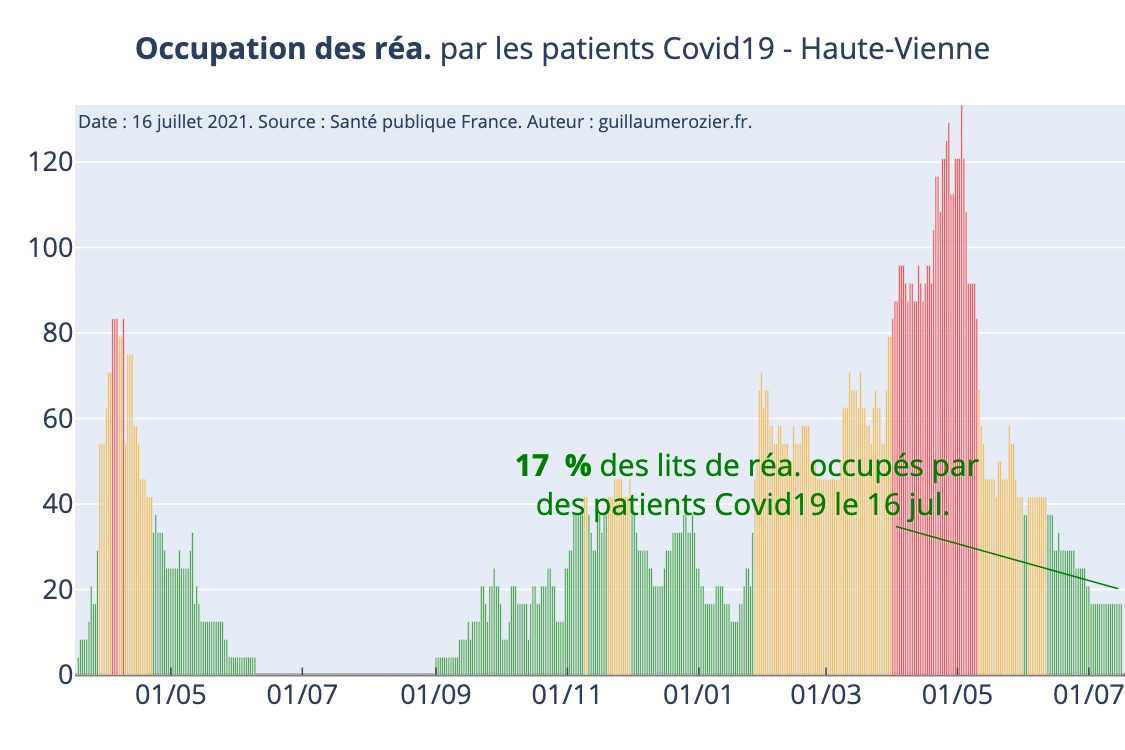 Occupation des réa. par les patients Covid19 - Haute-Vienne
Date : 16 juillet 2021. Source : Santé publique France. Auteur : guillaumerozier.fr.
120
100
80
60
40
20
0
17 % des lits de réa. occupés par
des patients Covid19 le 16 jul.
01/05 01/07 01/09 01/11 01/01 01/03 01/05 01/07